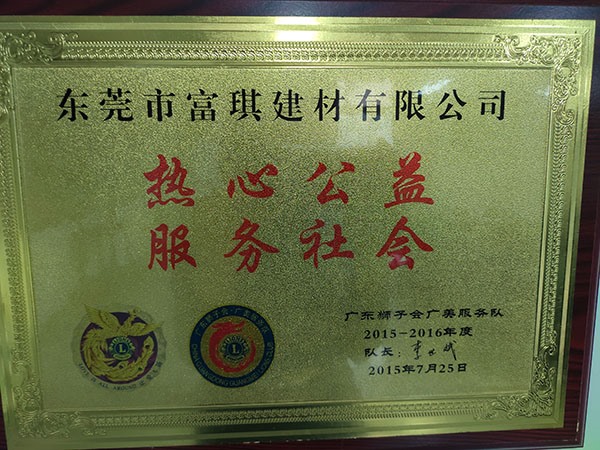 东莞市富琪建材有限公司
热心公益
服务社会
广东狮子会广美服务队
2015-2016年度
队长:
2015年7月25日